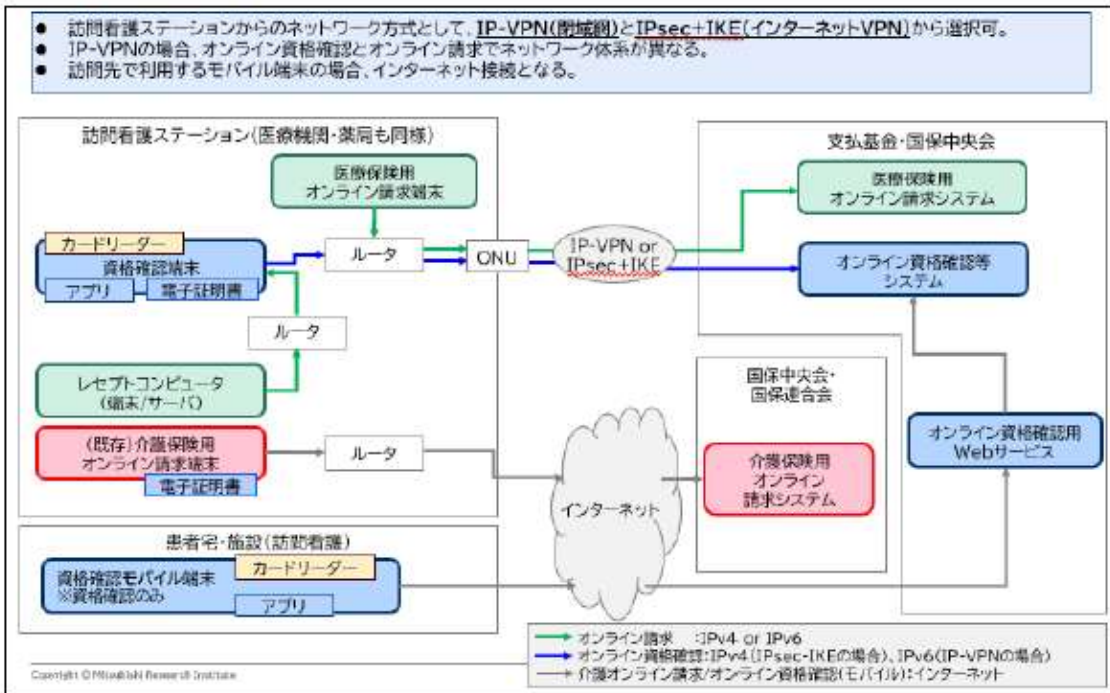 ● 訪問看護ステーションからのネットワーク方式として、IP-VPN(閉域網)とIPsec+IKE(インターネットVPN)から選択可。
● IP-VPNの場合、オンライン資格確認とオンライン請求でネットワーク体系が異なる。
● 訪問先で利用するモバイル端末の場合、インターネット接続となる。
訪問看護ステーション(医療機関・薬局も同様)
医療保険用
オンライン請求端末
カードリーダー
資格確認端末
アプリ
電子証明書
ルータ
ONU
IP-VPN or
IPsec+IKE
ルータ
レセプトコンピュータ
(端末/サーバ)
(既存)介護保険用
オンライン請求端末
電子証明書
ルータ
支払基金・国保中央会
医療保険用
オンライン請求システム
オンライン資格確認等
システム
国保中央会・
国保連合会
介護保険用
オンライン
請求システム
オンライン資格確認用
Webサービス
インターネット
患者宅・施設(訪問看護)
資格確認モバイル端末
※資格確認のみ
カードリーダー
アプリ
オンライン請求 :IPv4 or IPv6
オンライン資格確認:IPv4(IPsec-IKEの場合)、IPv6(IP-VPNの場合)
介護オンライン請求/オンライン資格確認(モバイル):インターネット
Copyright © Mitsubishi Research Institute